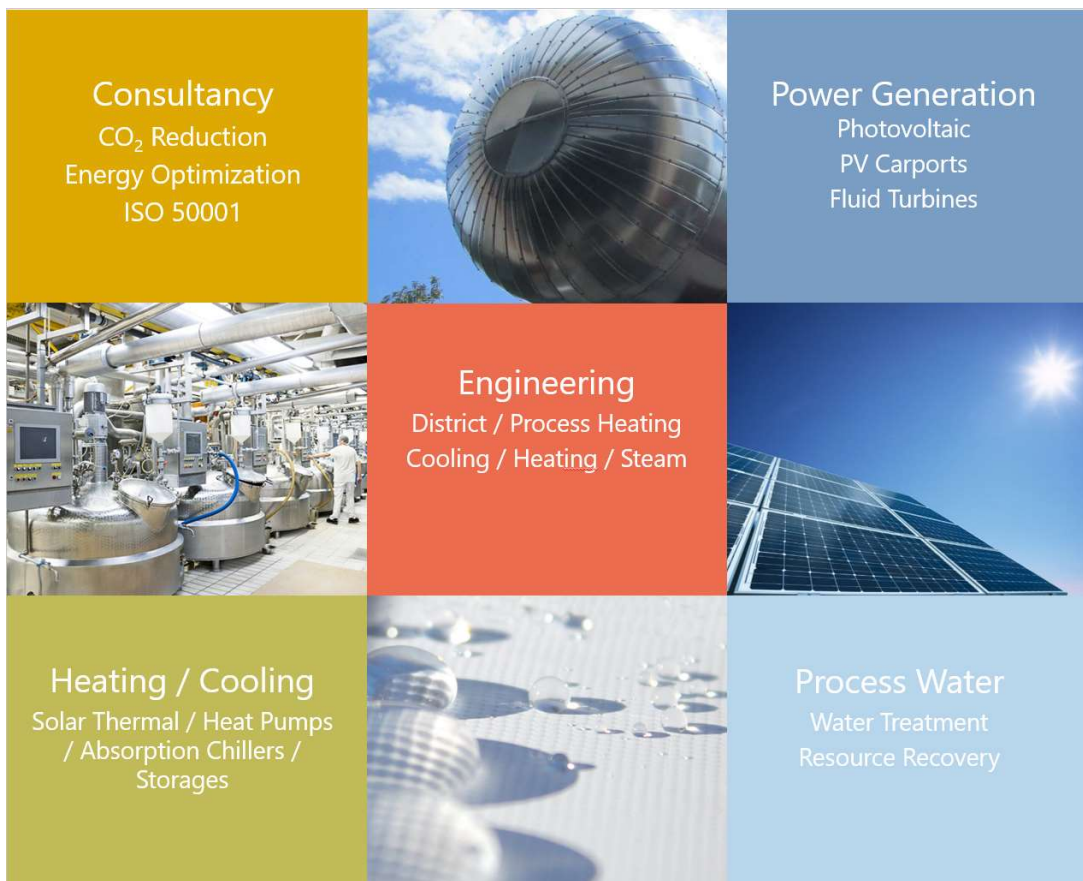 Consultancy
CO₂ Reduction
Energy Optimization
ISO 50001
Power Generation
Photovoltaic
PV Carports
Fluid Turbines
Engineering
District / Process Heating
Cooling / Heating / Steam
Heating / Cooling
Solar Thermal / Heat Pumps
/ Absorption Chillers /
Storages
Process Water
Water Treatment
Resource Recovery